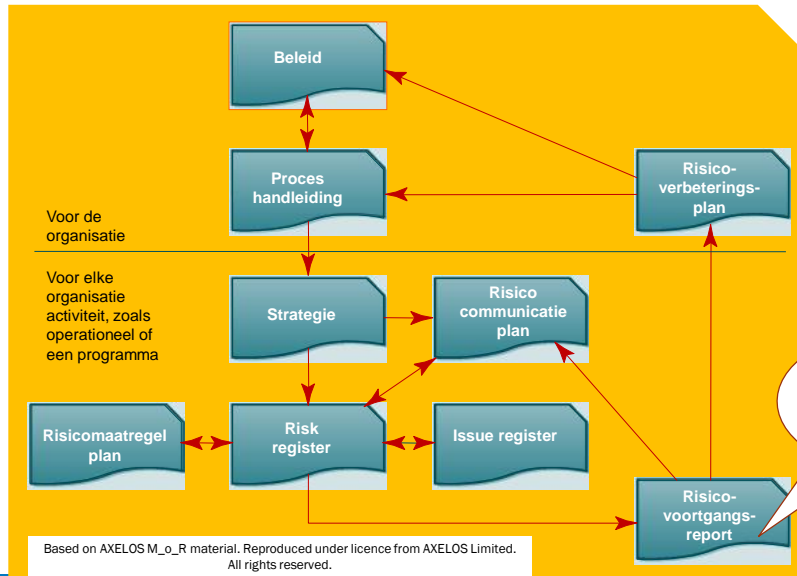 Beleid
Proces
handleiding
Risico-
verbeterings-
plan
Voor de
organisatie
Voor elke
organisatie
activiteit, zoals
operationeel of
een programma
Strategie
Risico
communicatie
plan
Risicomaatregel
plan
Risk
register
Issue register
Risico-
voortgangs-
report
Based on AXELOS M_o_R material. Reproduced under licence from AXELOS Limited.
All rights reserved.